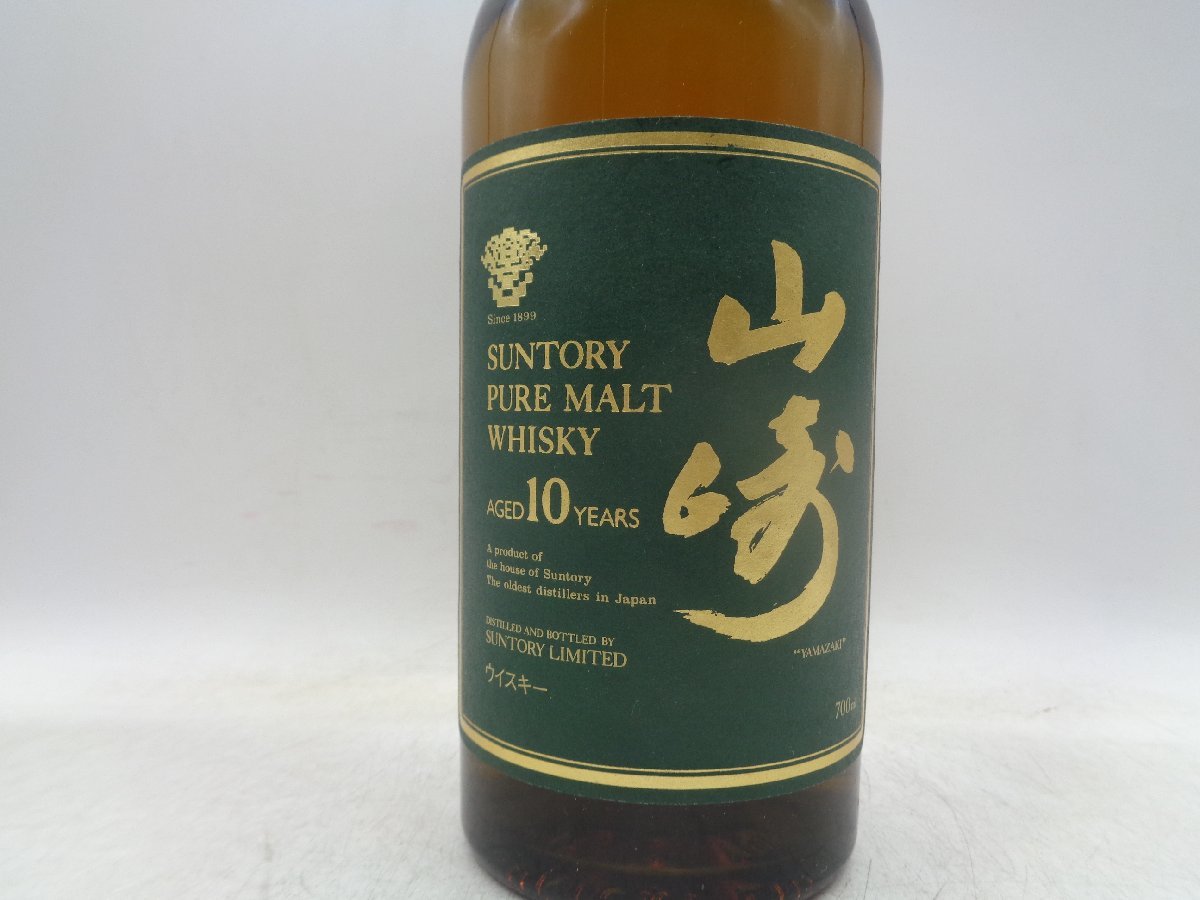 Since 1899
SUNTORY
PURE MALT
WHISKY
AGED 10 YEARS
A product of
the house of Suntory
The oldest distillers in Japan
DISTILLED AND BOTTLED BY
SUNTORY LIMITED
ウイスキー
山崎
"YAMAZAKI"
700ml